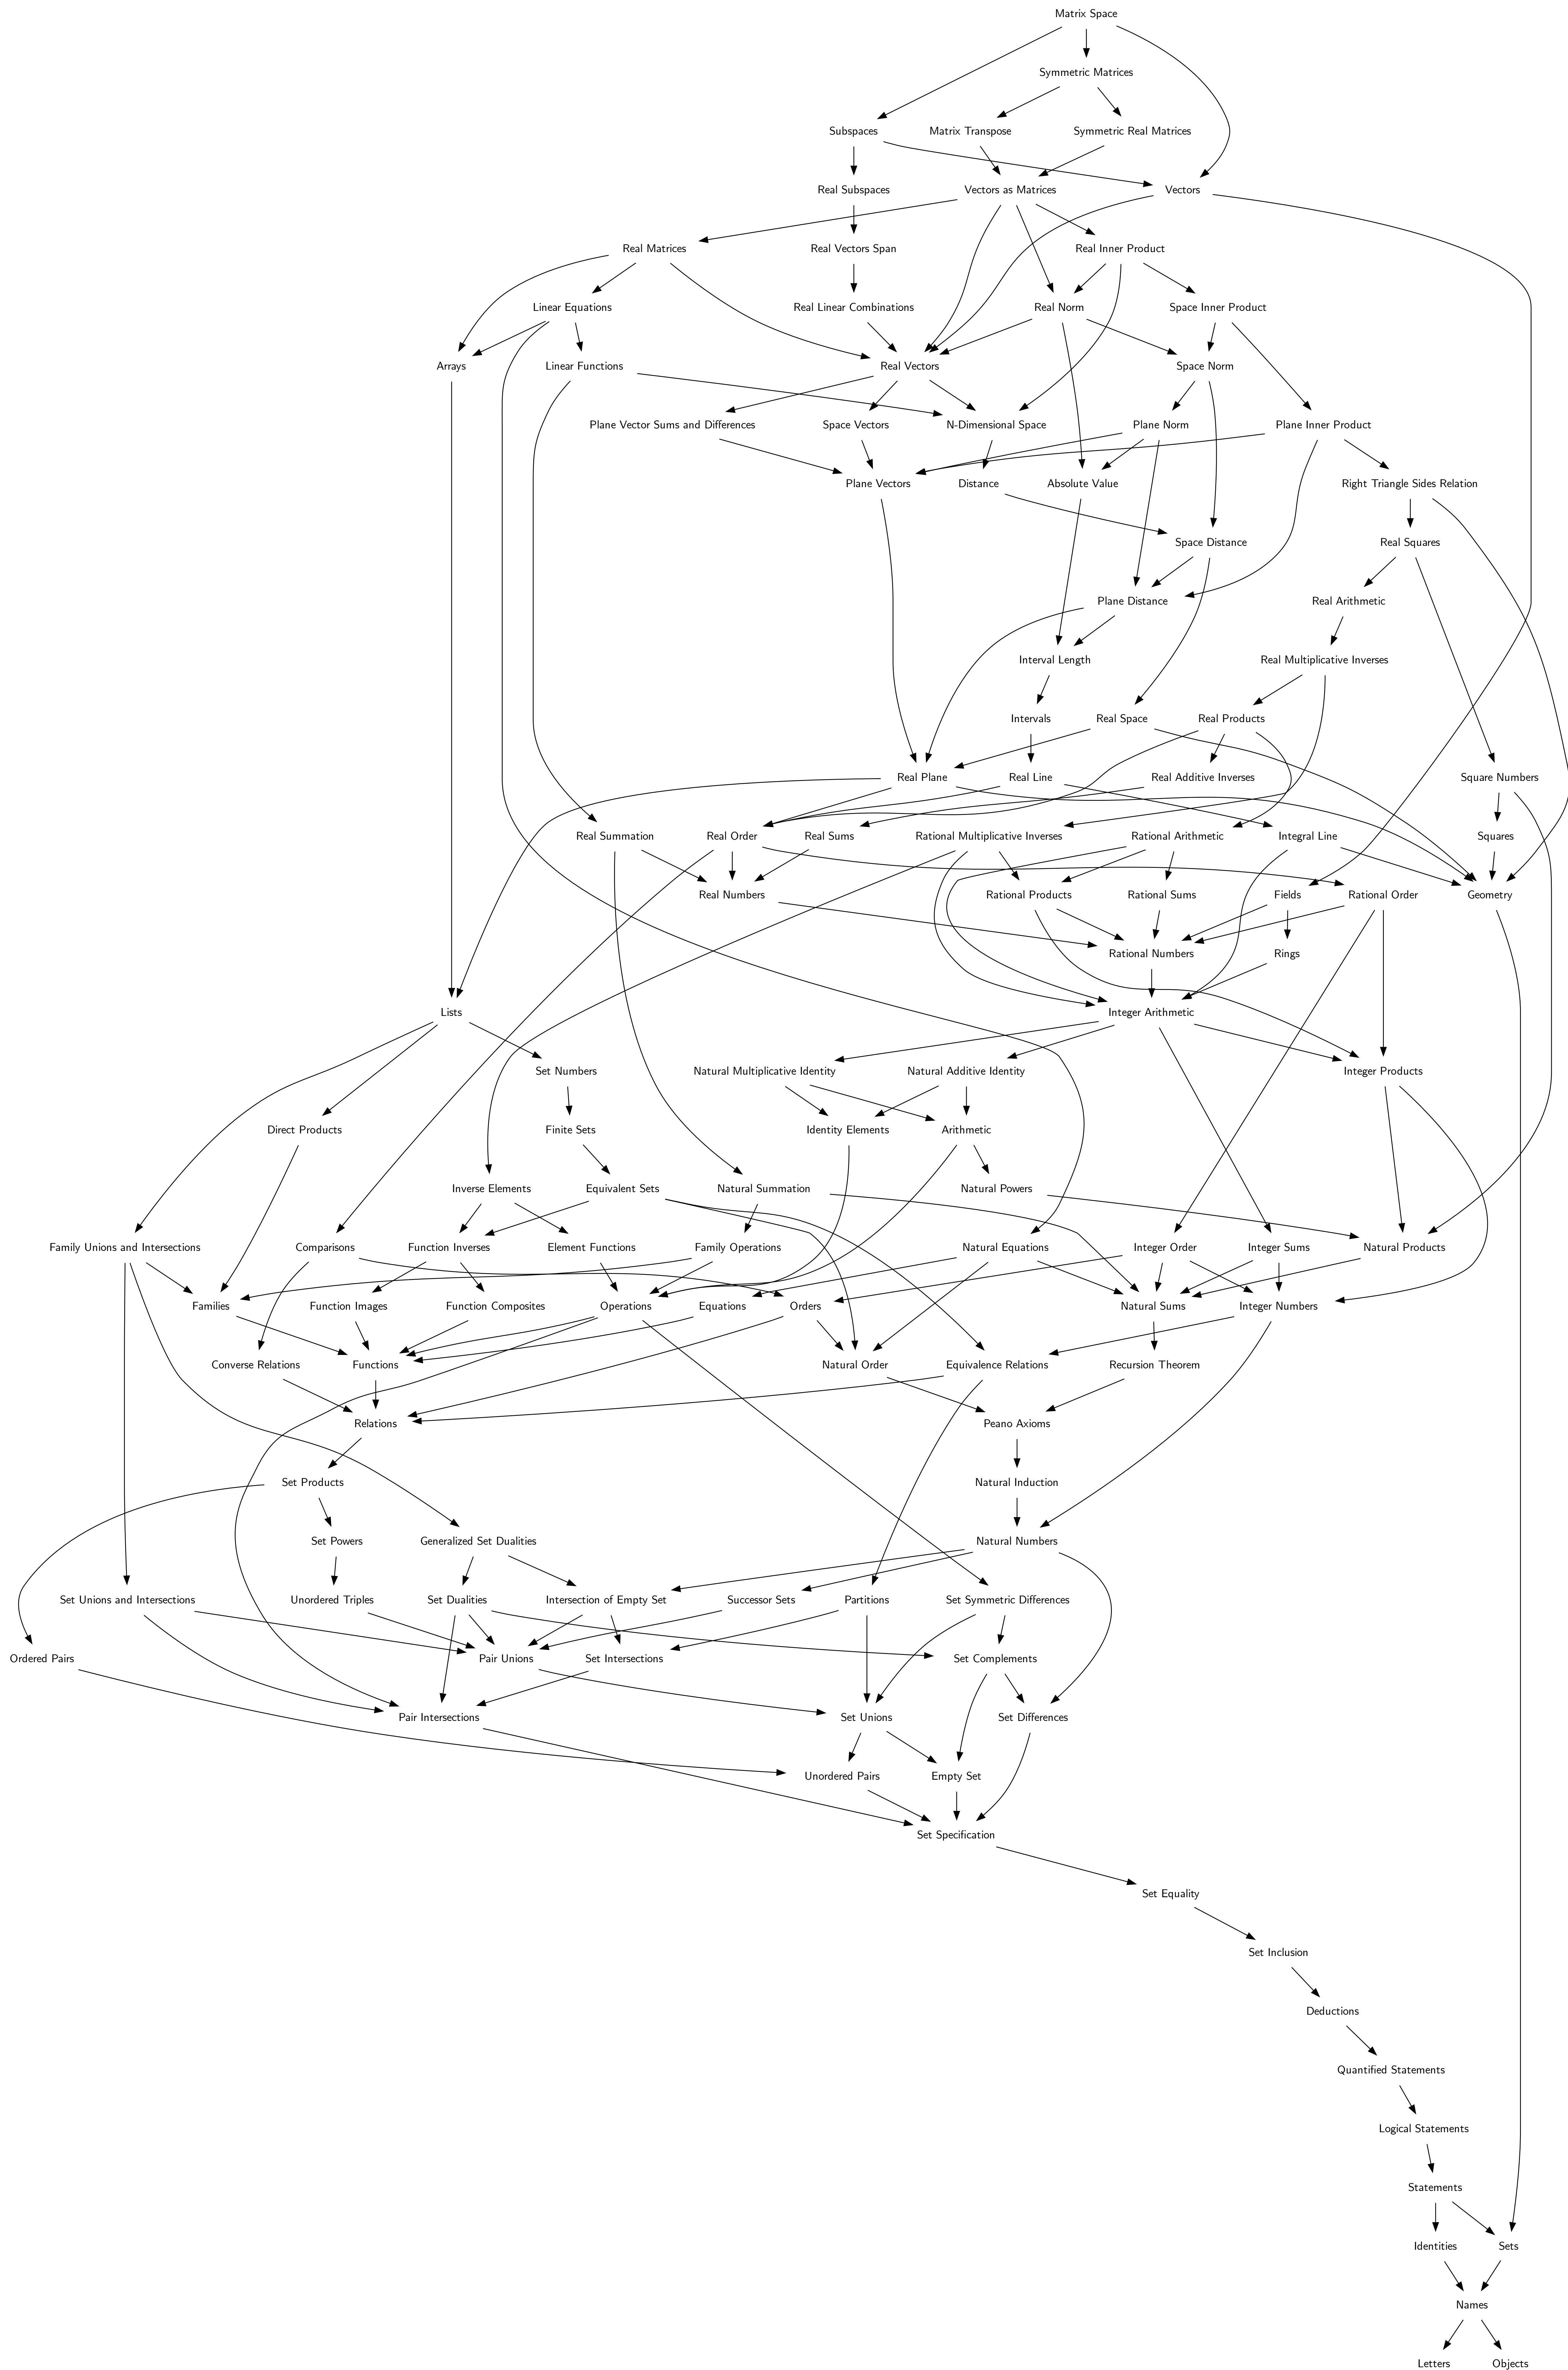 Matrix Space
Symmetric Matrices
Subspaces
Matrix Transpose
Symmetric Real Matrices
Real Subspaces
Vectors as Matrices
Vectors
Real Matrices
Real Vectors Span
Real Inner Product
Linear Equations
Real Linear Combinations
Real Norm
Space Inner Product
Arrays
Linear Functions
Real Vectors
Space Norm
Plane Vector Sums and Differences
Space Vectors
N-Dimensional Space
Plane Norm
Plane Inner Product
Plane Vectors
Distance
Absolute Value
Right Triangle Sides Relation
Space Distance
Real Squares
Plane Distance
Real Arithmetic
Interval Length
Real Multiplicative Inverses
Intervals
Real Space
Real Products
Real Plane
Real Line
Real Additive Inverses
Square Numbers
Real Summation
Real Order
Real Sums
Rational Multiplicative Inverses
Rational Arithmetic
Integral Line
Squares
Real Numbers
Rational Products
Rational Sums
Fields
Rational Order
Geometry
Rational Numbers
Rings
Lists
Integer Arithmetic
Set Numbers
Natural Multiplicative Identity
Natural Additive Identity
Integer Products
Direct Products
Finite Sets
Identity Elements
Arithmetic
Inverse Elements
Equivalent Sets
Natural Summation
Natural Powers
Family Unions and Intersections
Comparisons
Function Inverses
Element Functions
Family Operations
Natural Equations
Integer Order
Integer Sums
Natural Products
Families
Function Images
Function Composites
Operations
Equations
Orders
Natural Sums
Integer Numbers
Converse Relations
Functions
Natural Order
Equivalence Relations
Recursion Theorem
Relations
Peano Axioms
Set Products
Natural Induction
Set Powers
Generalized Set Dualities
Natural Numbers
Set Unions and Intersections
Unordered Triples
Set Dualities
Intersection of Empty Set
Successor Sets
Partitions
Set Symmetric Differences
Ordered Pairs
Pair Unions
Set Intersections
Set Complements
Pair Intersections
Set Unions
Set Differences
Unordered Pairs
Empty Set
Set Specification
Set Equality
Set Inclusion
Deductions
Quantified Statements
Logical Statements
Statements
Identities
Sets
Names
Letters
Objects